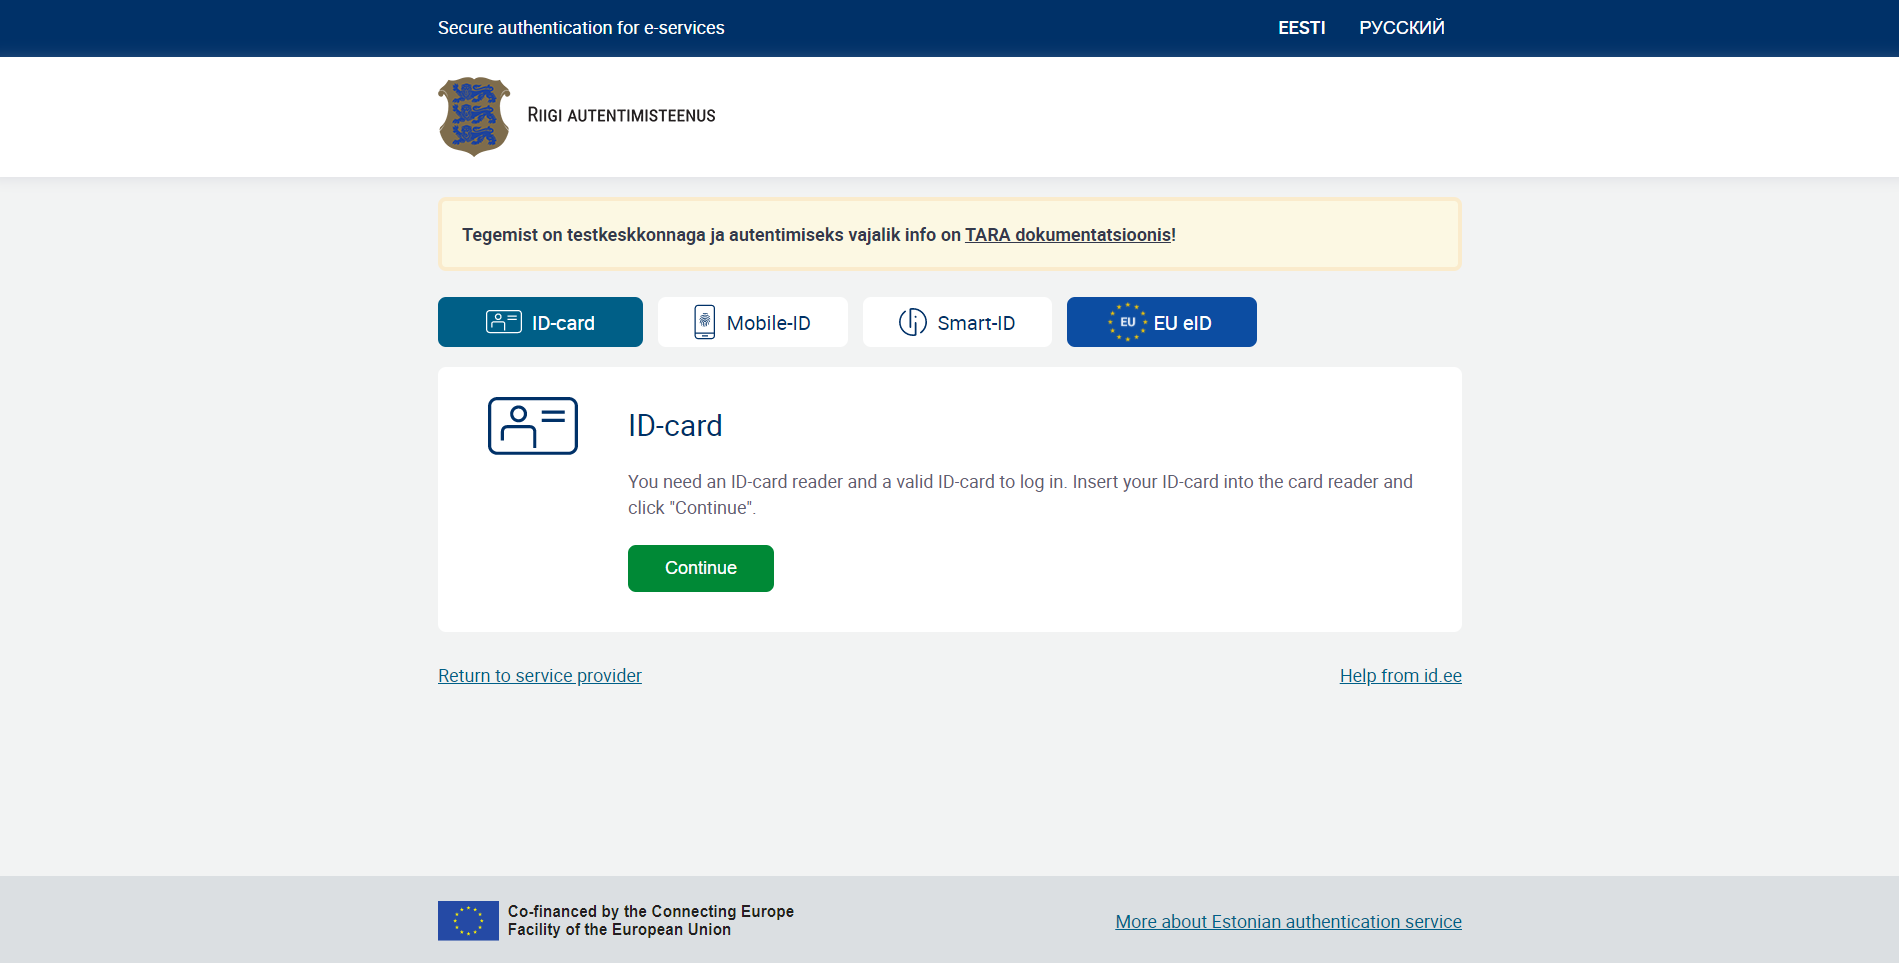 Secure authentication for e-services
EESTI РУССКИЙ
RIIGI AUTENTIMISTEENUS
Tegemist on testkeskkonnaga ja autentimiseks vajalik info on TARA dokumentatsioonis!
ID-card Mobile-ID Smart-ID EU EU eID
ID-card
You need an ID-card reader and a valid ID-card to log in. Insert your ID-card into the card reader and
click "Continue".
Continue
Return to service provider Help from id.ee
Co-financed by the Connecting Europe
Facility of the European Union
More about Estonian authentication service